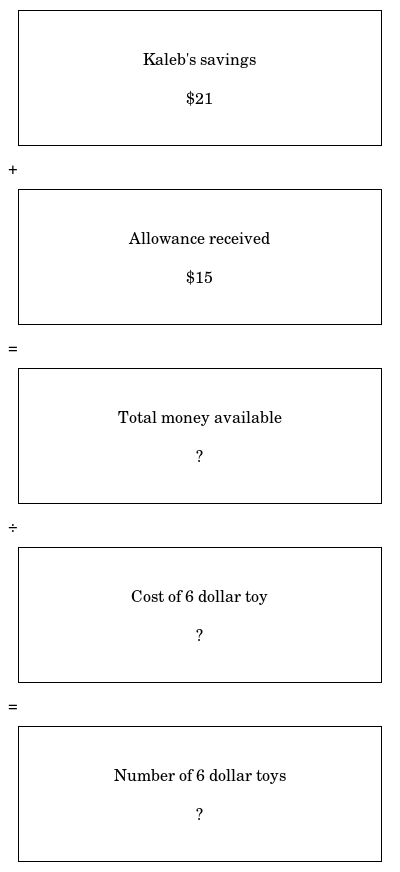 Kaleb's savings
$21
+
Allowance received
$15
=
Total money available
?
÷
Cost of 6 dollar toy
?
=
Number of 6 dollar toys
?